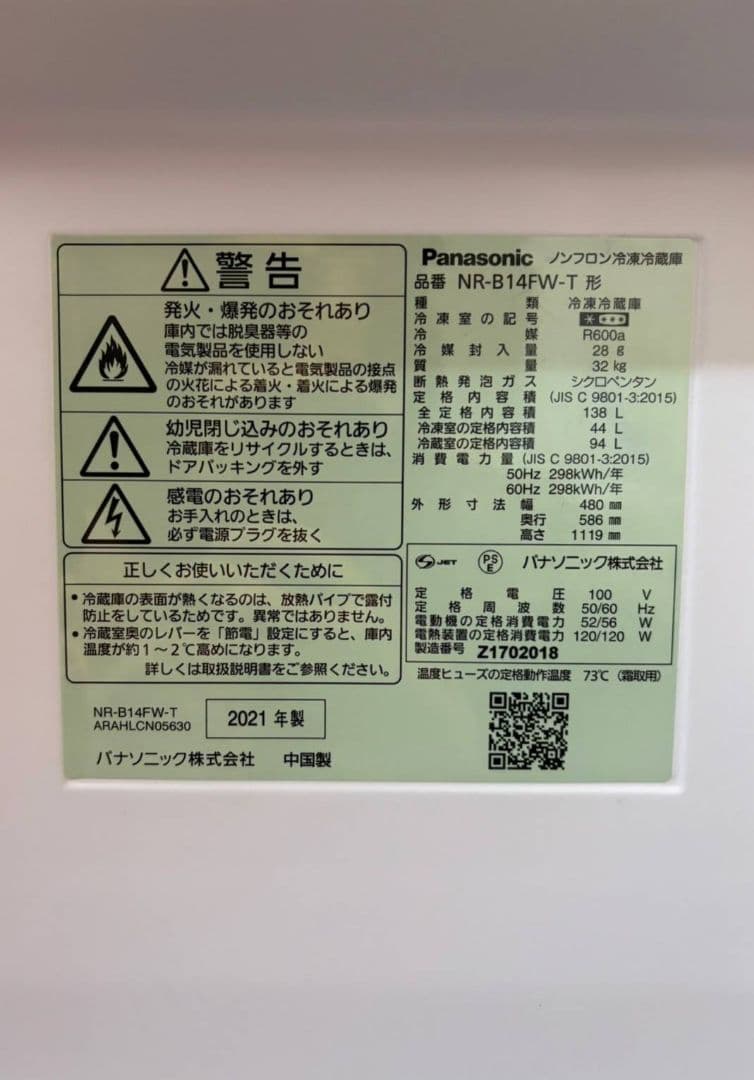 警告
発火・爆発のおそれあり
庫内では脱臭器等の
電気製品を使用しない
冷媒が漏れていると電気製品の接点
の火花による着火・着火による爆発
のおそれがあります
幼児閉じ込みのおそれあり
冷蔵庫をリサイクルするときは、
ドアパッキングを外す
感電のおそれあり
お手入れのときは、
必ず電源プラグを抜く
正しくお使いいただくために
・冷蔵庫の表面が熱くなるのは、放熱パイプで露付
防止をしているためです。異常ではありません。
・冷蔵室奥のレバーを「節電」設定にすると、庫内
温度が約1～2℃高めになります。
詳しくは取扱説明書をご参照ください。
NR-B14FW-T
ARAHLCN05630
2021 年製
パナソニック株式会社 中国製
Panasonic ノンフロン冷凍冷蔵庫
品番 NR-B14FW-T 形
種類 冷凍冷蔵庫
冷凍室の記号 ＊＊＊＊
冷媒 R600a
冷媒封入量 28 g
質量 32 kg
断熱発泡ガス シクロペンタン
定格内容積 (JIS C 9801-3:2015)
全定格内容積 138 L
冷凍室の定格内容積 44 L
冷蔵室の定格内容積 94 L
消費電力量 (JIS C 9801-3:2015)
50Hz 298kWh/年
60Hz 298kWh/年
外形寸法 幅 480 mm
奥行 586 mm
高さ 1119 mm
S-JET PS E パナソニック株式会社
定格電圧 100 V
定格周波数 50/60 Hz
電動機の定格消費電力 52/56 W
電熱装置の定格消費電力 120/120 W
製造番号 Z1702018
温度ヒューズの定格動作温度 73℃（霜取用）